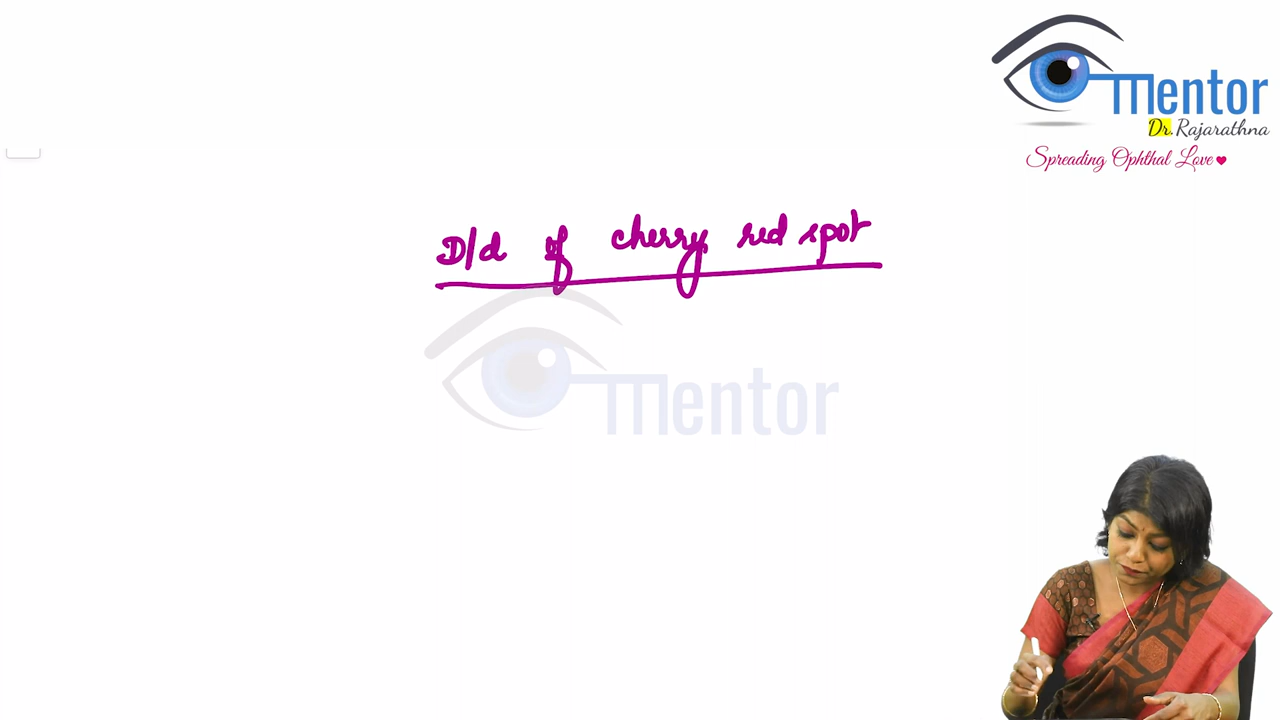 mentor
Dr. Rajarathna
Spreading Ophthal Love
D/d of cherry red spot
mentor